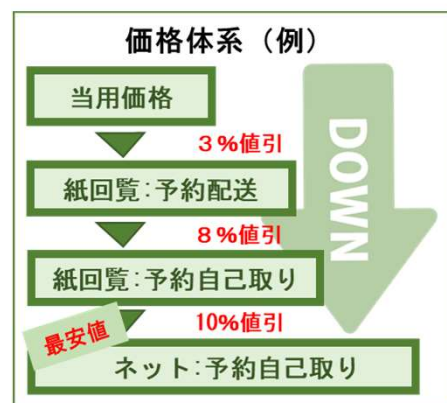 価格体系（例）
当用価格
３％値引
紙回覧：予約配送
８％値引
紙回覧：予約自己取り
10％値引
最安値
ネット：予約自己取り
DOWN